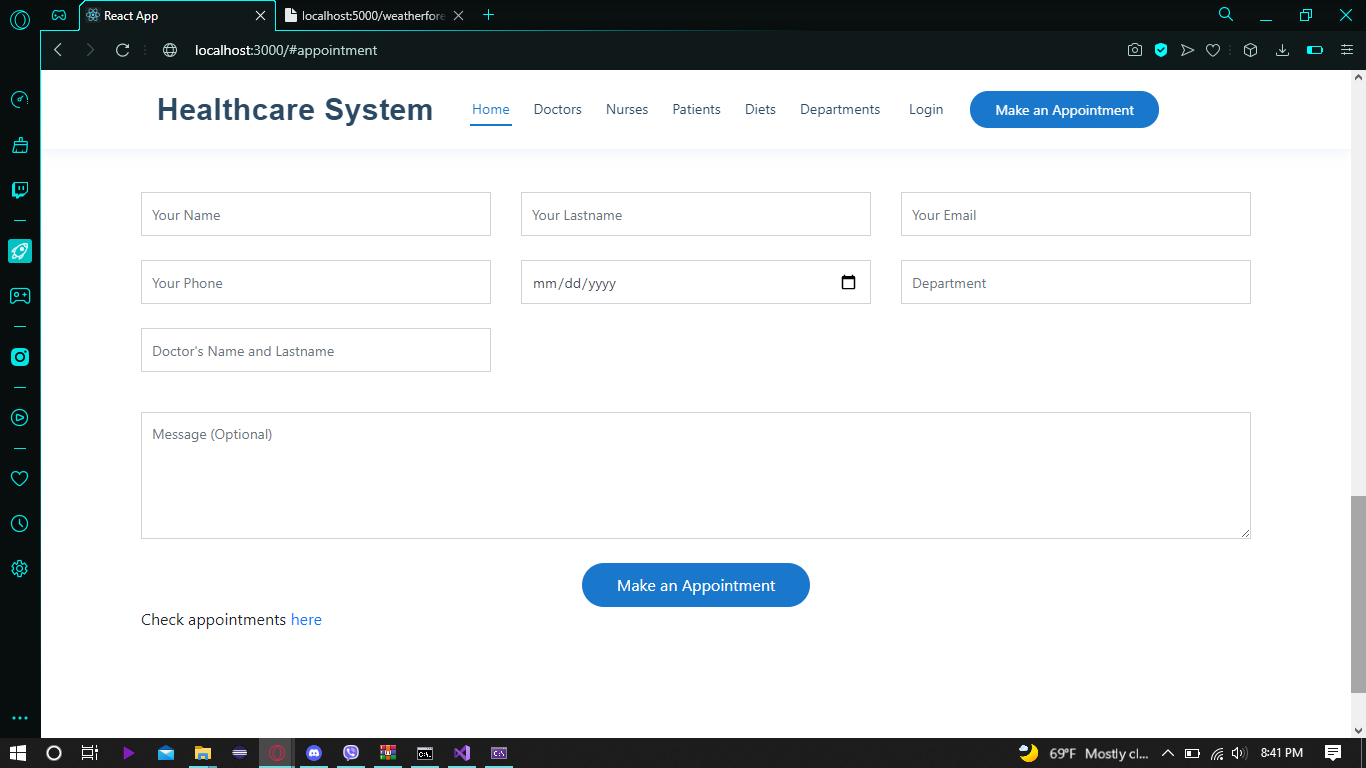 React App
localhost:5000/weatherfore
localhost:3000/#appointment
Healthcare System
Home Doctors Nurses Patients Diets Departments Login Make an Appointment
Your Name Your Lastname Your Email
Your Phone mm/dd/yyyy Department
Doctor's Name and Lastname
Message (Optional)
Make an Appointment
Check appointments here
69°F Mostly cl... 8:41 PM